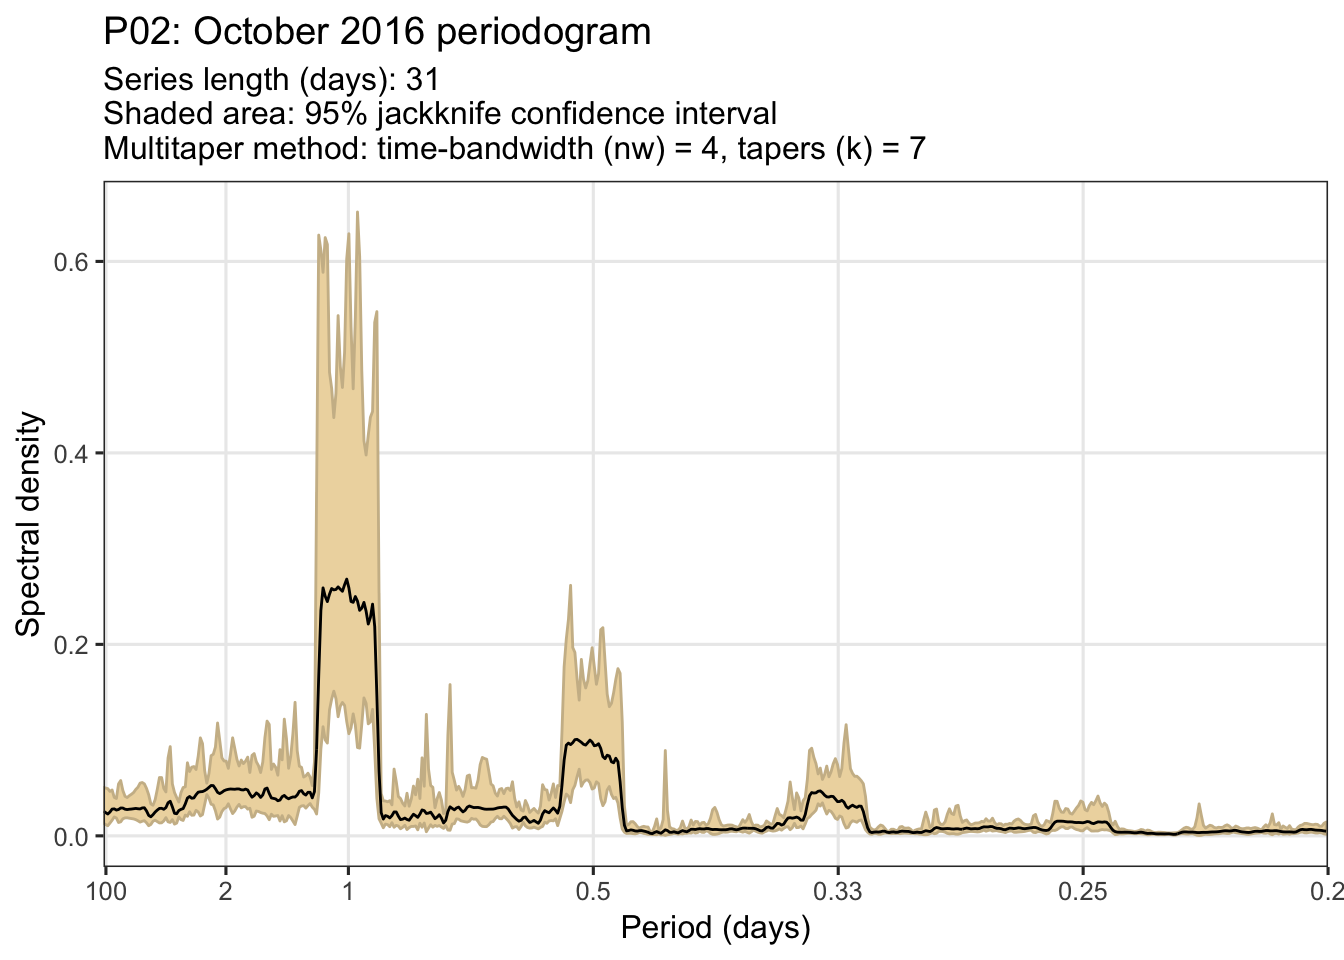 P02: October 2016 periodogram
Series length (days): 31
Shaded area: 95% jackknife confidence interval
Multitaper method: time-bandwidth (nw) = 4, tapers (k) = 7
Spectral density
0.6
0.4
0.2
0.0
100 2 1 0.5 0.33 0.25 0.2
Period (days)